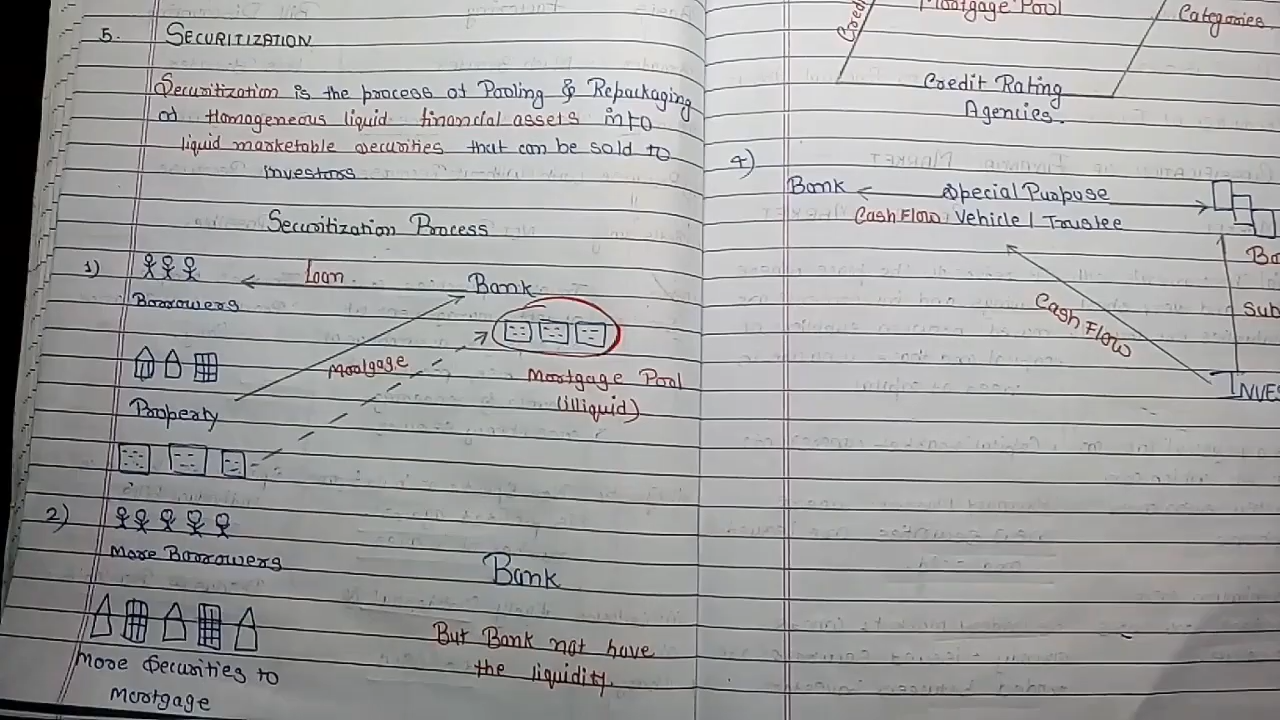 5. SECURITIZATION
Securitization is the process of Pooling & Repackaging
of Homogeneous liquid financial assets into
liquid marketable securities that can be sold to
investors
Securitization Process
1)
Loan
Bank
Borrowers
Mortgage
Mortgage Pool
(illiquid)
Property
2)
More Borrowers
Bank
But Bank not have
the liquidity.
More Securities to
Mortgage
Mortgage Pool
Categories
Credit Rating
Agencies.
4)
Bank
Special Purpose
Cash Flow Vehicle / Trustee
Cash Flow